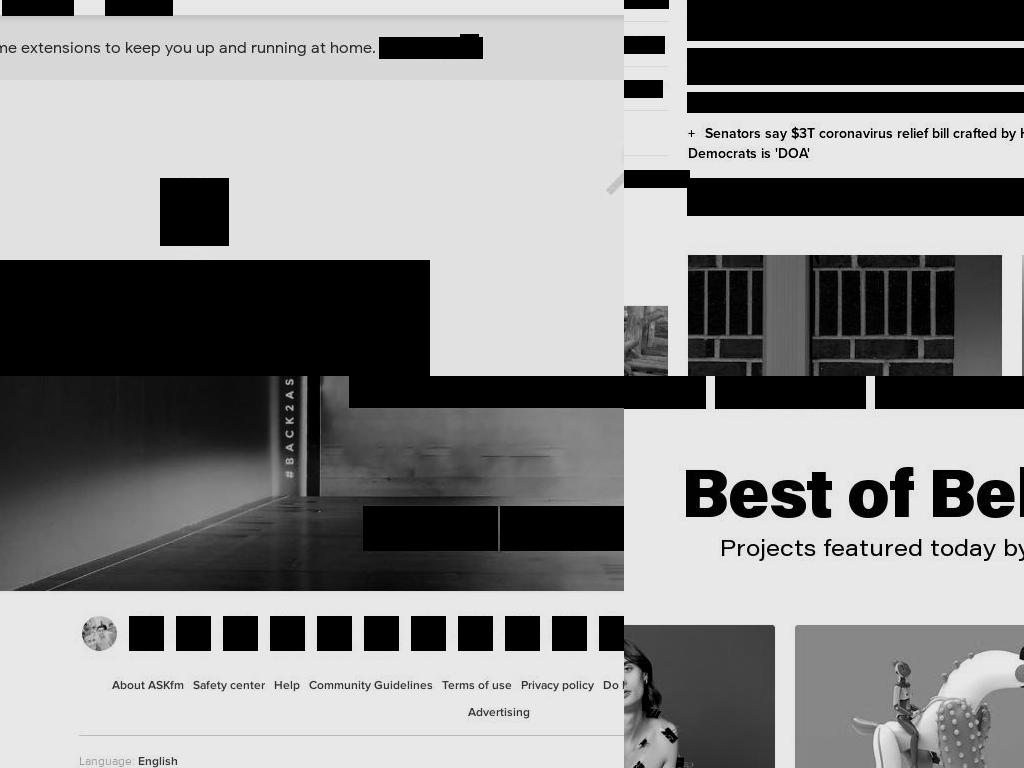 extensions to keep you up and running at home.
+ Senators say $3T coronavirus relief bill crafted by
Democrats is 'DOA'
#BACK2AS
Best of
Projects featured today by
About ASKfm Safety center Help Community Guidelines Terms of use Privacy policy Do
Advertising
Language: English